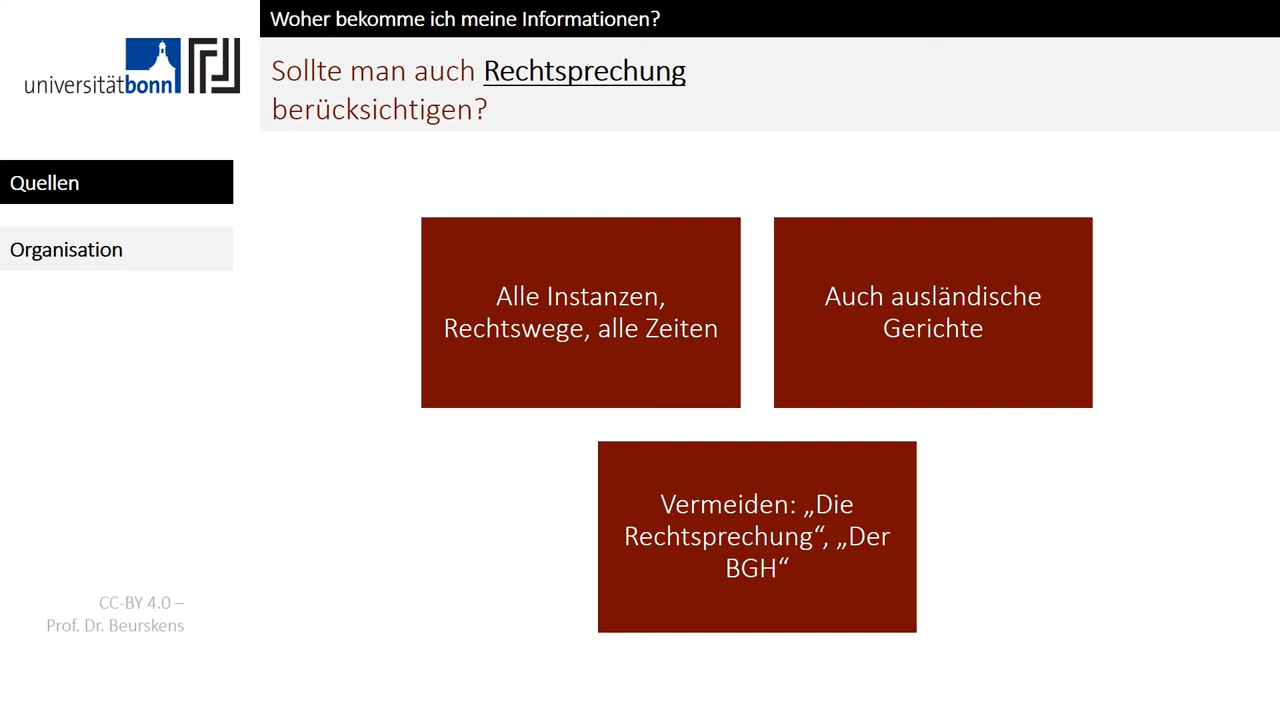 Woher bekomme ich meine Informationen?
Sollte man auch Rechtsprechung
berücksichtigen?
universitätbonn
Quellen
Organisation
Alle Instanzen,
Rechtswege, alle Zeiten
Auch ausländische
Gerichte
Vermeiden: „Die
Rechtsprechung“, „Der
BGH“
CC-BY 4.0 –
Prof. Dr. Beurskens